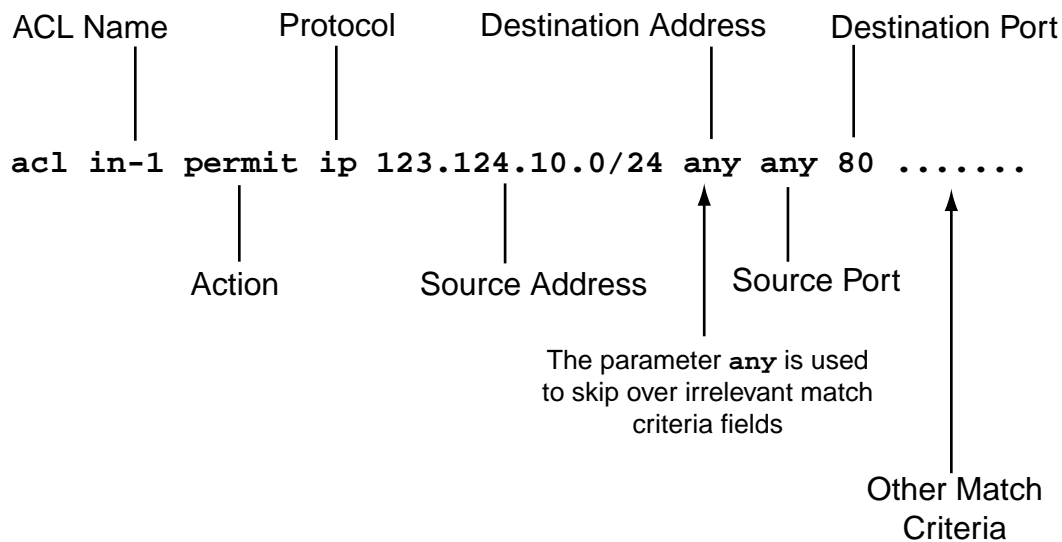 ACL Name Protocol Destination Address Destination Port
acl in-1 permit ip 123.124.10.0/24 any any 80 .......
Action Source Address Source Port
The parameter any is used
to skip over irrelevant match
criteria fields
Other Match
Criteria